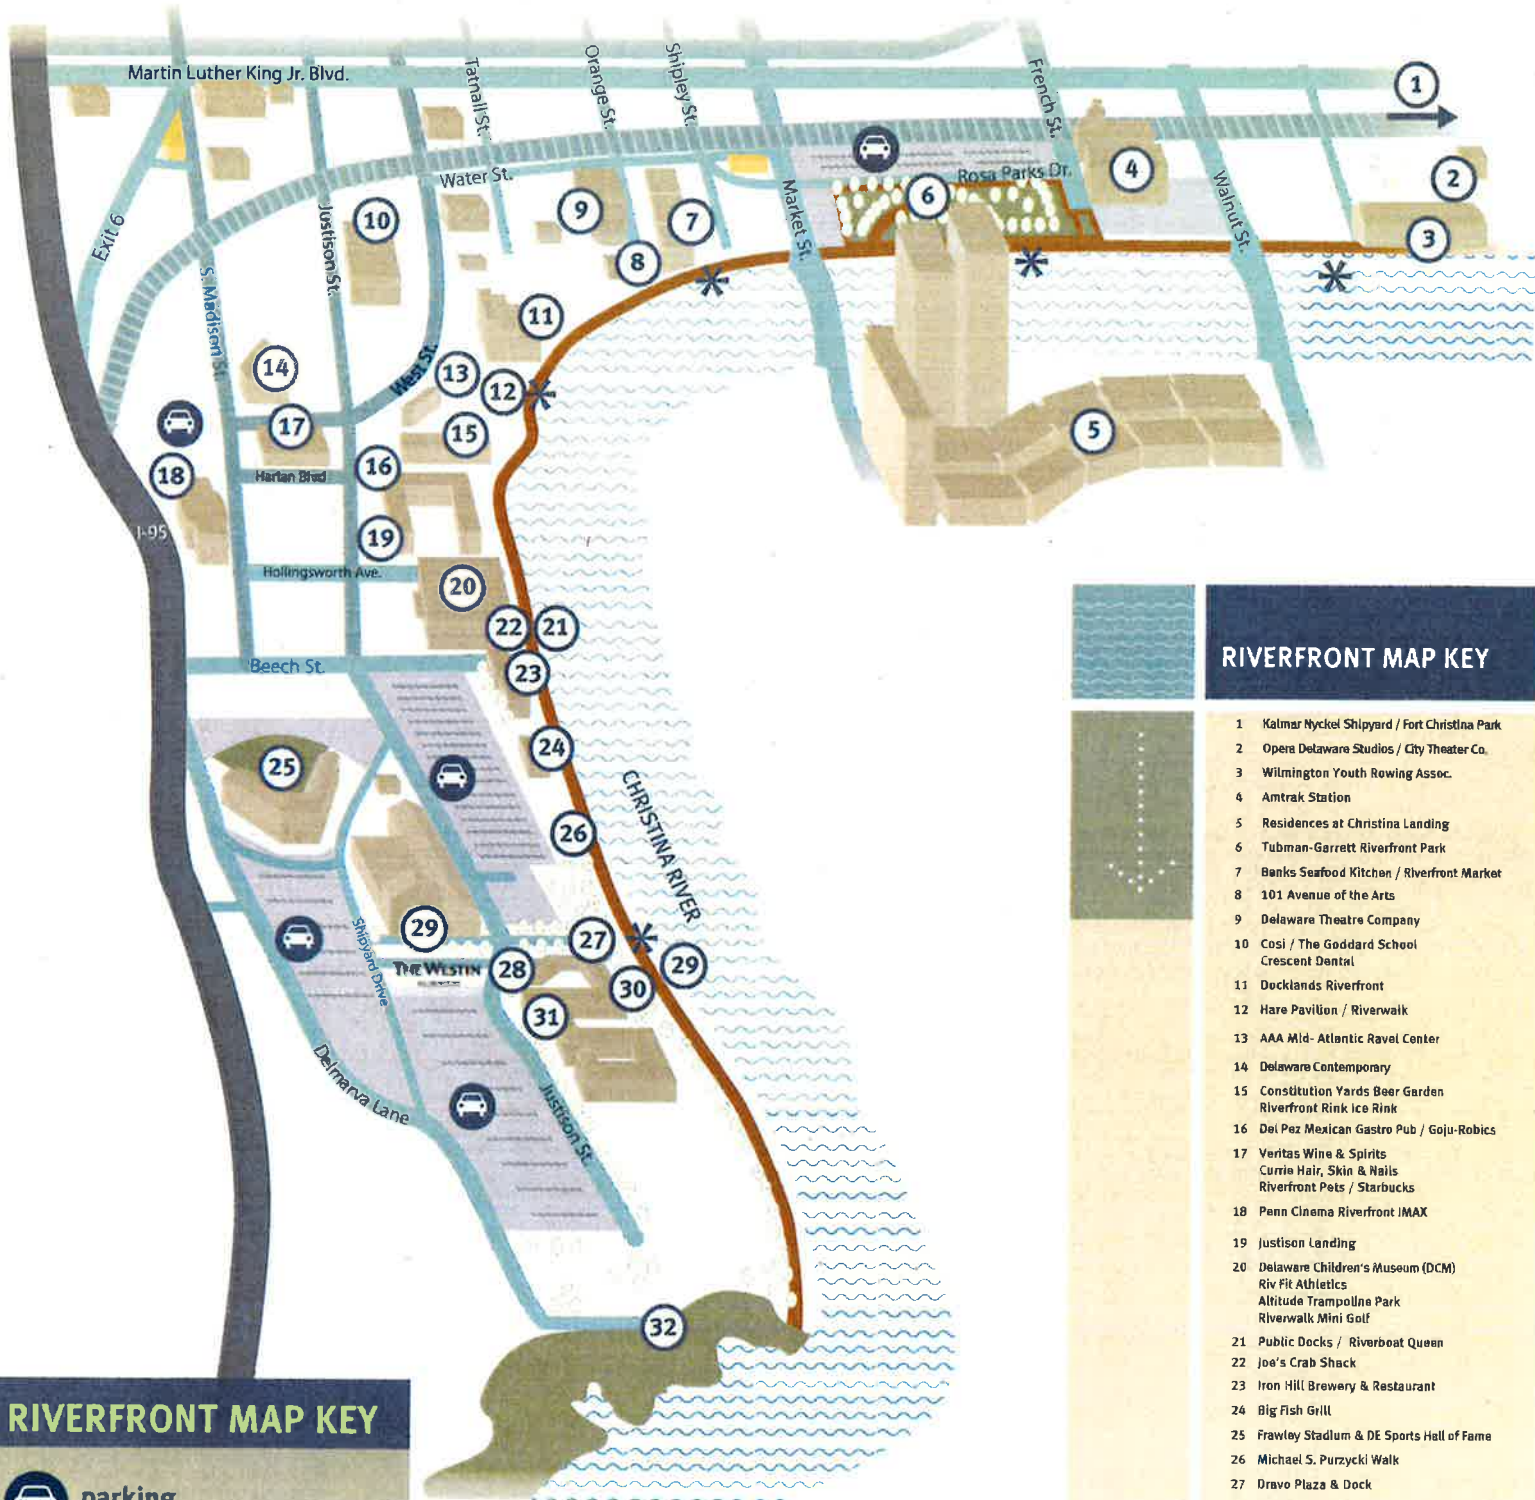 Martin Luther King Jr. Blvd.
Tatnall St.
Orange St.
Shipley St.
French St.
1
Exit 6
Water St.
Rosa Parks Dr.
Market St.
Walnut St.
Justison St.
S. Madison St.
West St.
2
3
4
5
6
7
8
9
10
11
12
13
14
15
16
17
18
Harlan Blvd
I-95
19
Hollingsworth Ave.
20
21
22
23
Beech St.
24
25
26
CHRISTINA RIVER
27
29
29
THE WESTIN
28
30
31
Shipyard Drive
Delmarva Lane
Justison St.
32
RIVERFRONT MAP KEY
parking
RIVERFRONT MAP KEY
1 Kalmar Nyckel Shipyard / Fort Christina Park
2 Opera Delaware Studios / City Theater Co.
3 Wilmington Youth Rowing Assoc.
4 Amtrak Station
5 Residences at Christina Landing
6 Tubman-Garrett Riverfront Park
7 Banks Seafood Kitchen / Riverfront Market
8 101 Avenue of the Arts
9 Delaware Theatre Company
10 Cosi / The Goddard School
Crescent Dental
11 Docklands Riverfront
12 Hare Pavilion / Riverwalk
13 AAA Mid- Atlantic Ravel Center
14 Delaware Contemporary
15 Constitution Yards Beer Garden
Riverfront Rink Ice Rink
16 Del Pez Mexican Gastro Pub / Goju-Robics
17 Veritas Wine & Spirits
Currie Hair, Skin & Nails
Riverfront Pets / Starbucks
18 Penn Cinema Riverfront IMAX
19 Justison Landing
20 Delaware Children's Museum (DCM)
Riv Fit Athletics
Altitude Trampoline Park
Riverwalk Mini Golf
21 Public Docks / Riverboat Queen
22 Joe's Crab Shack
23 Iron Hill Brewery & Restaurant
24 Big Fish Grill
25 Frawley Stadium & DE Sports Hall of Fame
26 Michael S. Purzycki Walk
27 Dravo Plaza & Dock